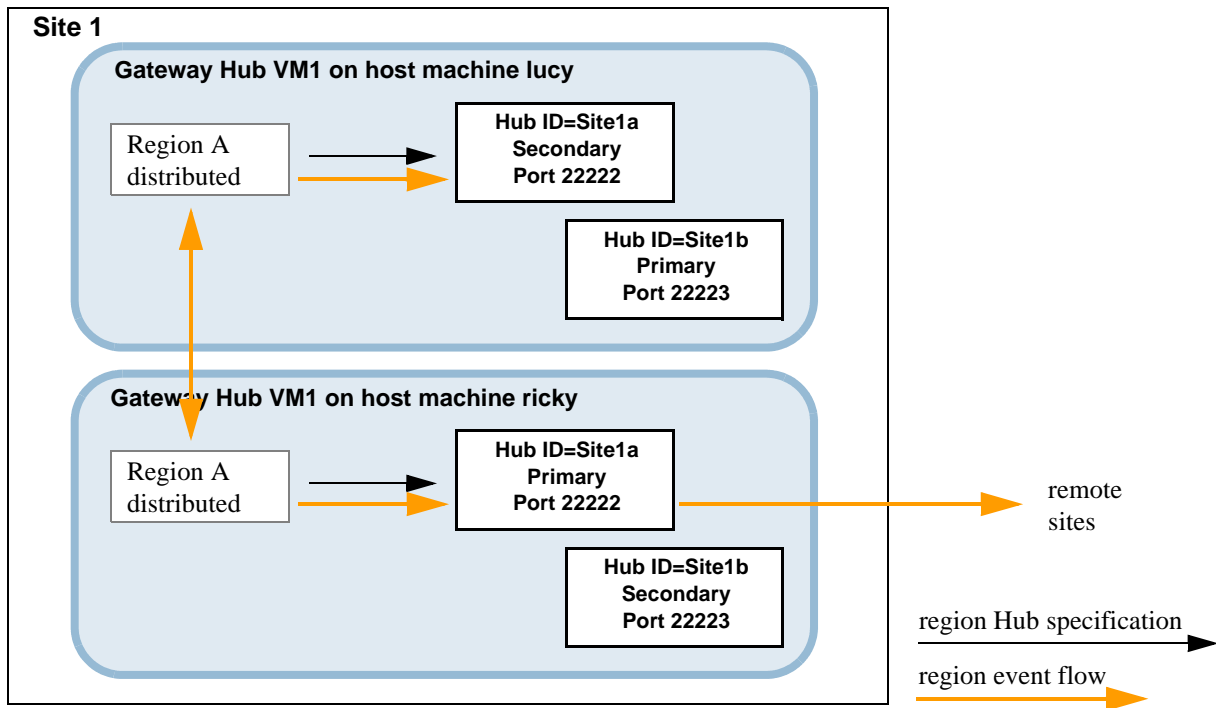 Site 1
Gateway Hub VM1 on host machine lucy
Region A
distributed
Hub ID=Site1a
Secondary
Port 22222
Hub ID=Site1b
Primary
Port 22223
Gateway Hub VM1 on host machine ricky
Region A
distributed
Hub ID=Site1a
Primary
Port 22222
Hub ID=Site1b
Secondary
Port 22223
remote
sites
region Hub specification
region event flow